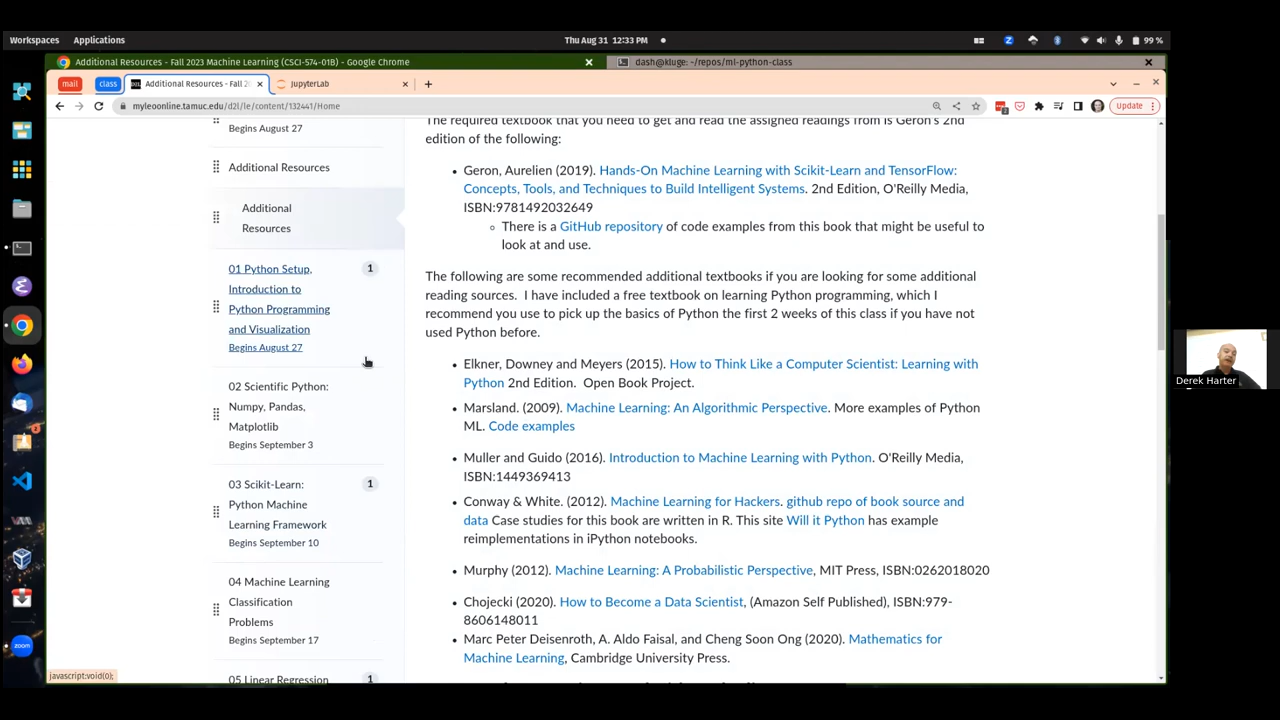 Workspaces Applications Thu Aug 31 12:33 PM 99 %
Additional Resources - Fall 2023 Machine Learning (CSCI-574-01B) - Google Chrome
dash@kluge: ~/repos/ml-python-class
mail class Additional Resources - Fall 20 JupyterLab
myleoonline.tamuc.edu/d2l/le/content/132441/Home
Update
Begins August 27
Additional Resources
Additional
Resources
01 Python Setup,
Introduction to
Python Programming
and Visualization
Begins August 27
1
02 Scientific Python:
Numpy, Pandas,
Matplotlib
Begins September 3
03 Scikit-Learn:
Python Machine
Learning Framework
Begins September 10
1
04 Machine Learning
Classification
Problems
Begins September 17
05 Linear Regression
1
The required textbook that you need to get and read the assigned readings from is Geron's 2nd
edition of the following:
Geron, Aurelien (2019). Hands-On Machine Learning with Scikit-Learn and TensorFlow:
Concepts, Tools, and Techniques to Build Intelligent Systems. 2nd Edition, O'Reilly Media,
ISBN:9781492032649
There is a GitHub repository of code examples from this book that might be useful to
look at and use.
The following are some recommended additional textbooks if you are looking for some additional
reading sources. I have included a free textbook on learning Python programming, which I
recommend you use to pick up the basics of Python the first 2 weeks of this class if you have not
used Python before.
Elkner, Downey and Meyers (2015). How to Think Like a Computer Scientist: Learning with
Python 2nd Edition. Open Book Project.
Marsland. (2009). Machine Learning: An Algorithmic Perspective. More examples of Python
ML. Code examples
Muller and Guido (2016). Introduction to Machine Learning with Python. O'Reilly Media,
ISBN:1449369413
Conway & White. (2012). Machine Learning for Hackers. github repo of book source and
data Case studies for this book are written in R. This site Will it Python has example
reimplementations in iPython notebooks.
Murphy (2012). Machine Learning: A Probabilistic Perspective, MIT Press, ISBN:0262018020
Chojecki (2020). How to Become a Data Scientist, (Amazon Self Published), ISBN:979-
8606148011
Marc Peter Deisenroth, A. Aldo Faisal, and Cheng Soon Ong (2020). Mathematics for
Machine Learning, Cambridge University Press.
javascript:void(0);
zoom
Derek Harter